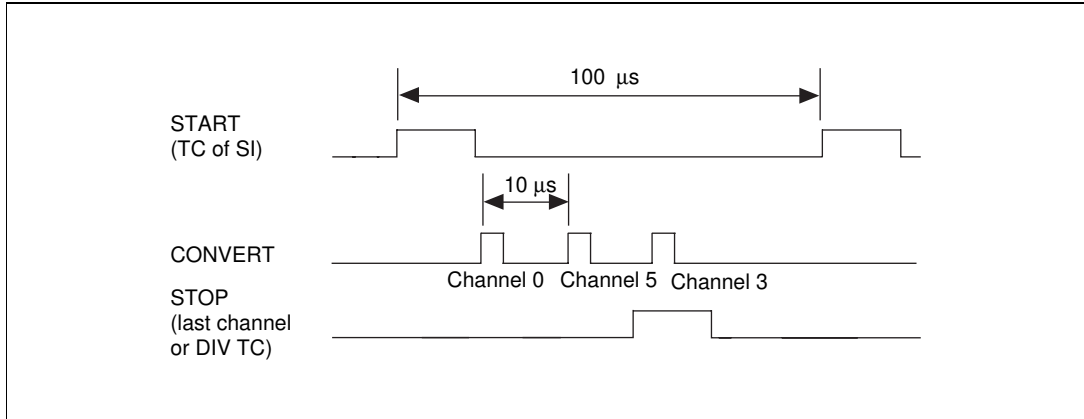 100 μs
START
(TC of SI)
10 μs
CONVERT
Channel 0 Channel 5 Channel 3
STOP
(last channel
or DIV TC)